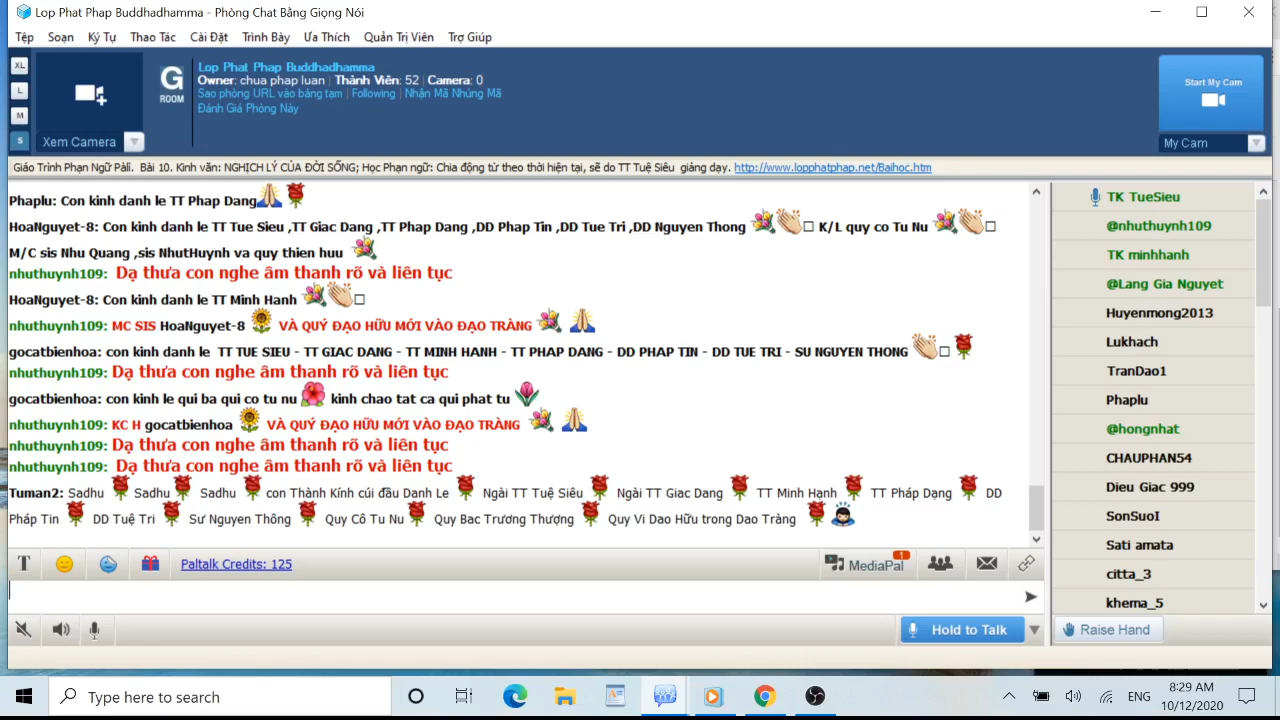 Lop Phat Phap Buddhadhamma - Phòng Chat Bằng Giọng Nói
Tệp Soạn Ký Tự Thao Tác Cài Đặt Trình Bày Ưa Thích Quản Trị Viên Trợ Giúp
XL
L
M
S
Xem Camera
G
ROOM
Lop Phat Phap Buddhadhamma
Owner: chua phap luan | Thành Viên: 52 | Camera: 0
Sao phòng URL vào bảng tạm | Following | Nhận Mã Nhúng Mã
Đánh Giá Phòng Này
Start My Cam
My Cam
Giáo Trình Phạn Ngữ Pàli. Bài 10. Kinh văn: NGHỊCH LÝ CỦA ĐỜI SỐNG; Học Phạn ngữ: Chia động từ theo thời hiện tại, sẽ do TT Tuệ Siêu giảng dạy. http://www.lopphatphap.net/Baihoc.htm
Phaplu: Con kinh danh le TT Phap Dang
HoaNguyet-8: Con kinh danh le TT Tue Sieu ,TT Giac Dang ,TT Phap Dang ,DD Phap Tin ,DD Tue Tri ,DD Nguyen Thong K/L quy co Tu Nu
M/C sis Nhu Quang ,sis NhutHuynh va quy thien huu
nhuthuynh109: Dạ thưa con nghe âm thanh rõ và liên tục
HoaNguyet-8: Con kinh danh le TT Minh Hanh
nhuthuynh109: MC SIS HoaNguyet-8 VÀ QUÝ ĐẠO HỮU MỚI VÀO ĐẠO TRÀNG
gocatbienhoa: con kinh danh le TT TUE SIEU - TT GIAC DANG - TT MINH HANH - TT PHAP DANG - DD PHAP TIN - DD TUE TRI - SU NGUYEN THONG
nhuthuynh109: Dạ thưa con nghe âm thanh rõ và liên tục
gocatbienhoa: con kinh le qui ba qui co tu nu kinh chao tat ca qui phat tu
nhuthuynh109: KC H gocatbienhoa VÀ QUÝ ĐẠO HỮU MỚI VÀO ĐẠO TRÀNG
nhuthuynh109: Dạ thưa con nghe âm thanh rõ và liên tục
nhuthuynh109: Dạ thưa con nghe âm thanh rõ và liên tục
Tuman2: Sadhu Sadhu Sadhu con Thành Kính cúi đầu Danh Le Ngài TT Tuệ Siêu Ngài TT Giac Dang TT Minh Hạnh TT Pháp Dạng DD
Pháp Tin DD Tuệ Tri Sư Nguyen Thông Quy Cô Tu Nu Quy Bac Trương Thượng Quy Vi Dao Hữu trong Dao Tràng
TK TueSieu
@nhuthuynh109
TK minhhanh
@Lang Gia Nguyet
Huyenmong2013
Lukhach
TranDao1
Phaplu
@hongnhat
CHAUPHAN54
Dieu Giac 999
SonSuoI
Sati amata
citta_3
khema_5
T Paltalk Credits: 125 MediaPal 1
Hold to Talk
Raise Hand
Type here to search
ENG
8:29 AM
10/12/2020